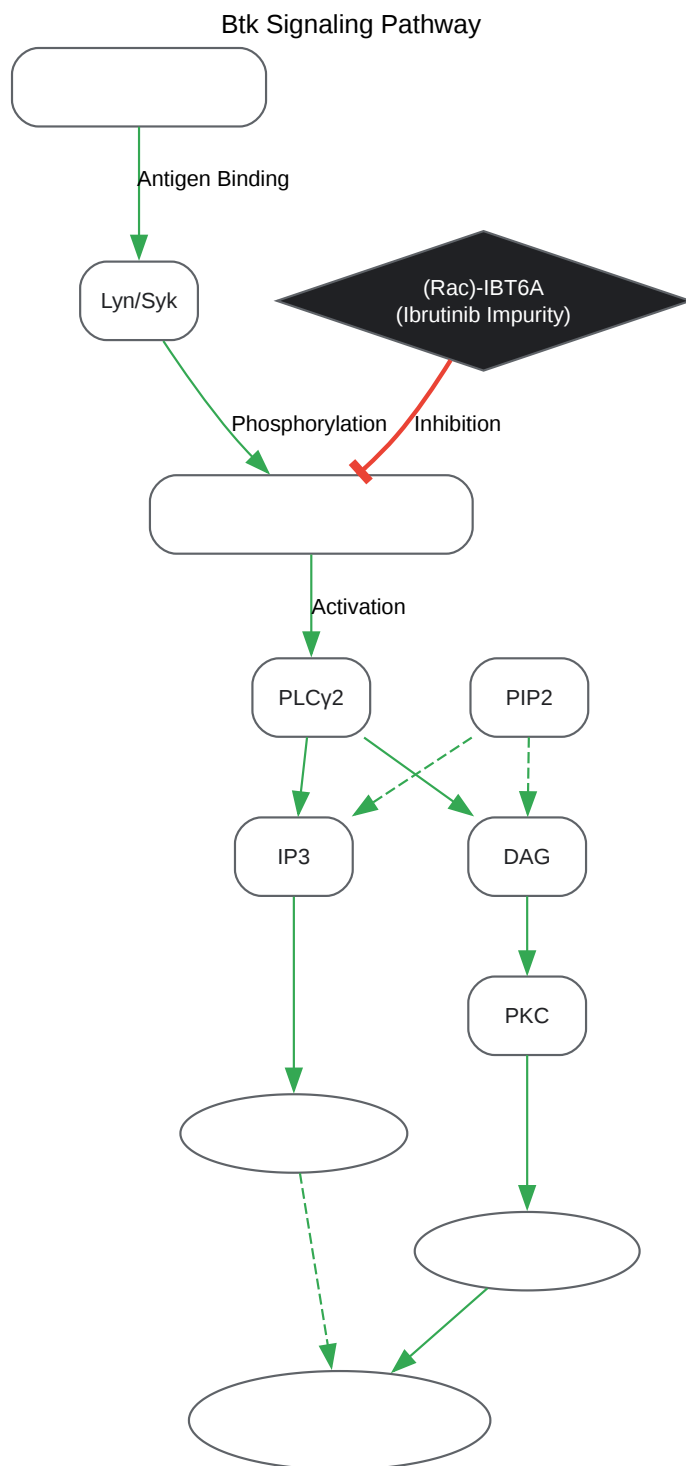 Btk Signaling Pathway
Antigen Binding
Lyn/Syk
(Rac)-IBT6A
(Ibrutinib Impurity)
Phosphorylation
Inhibition
Activation
PLCγ2
PIP2
IP3
DAG
PKC